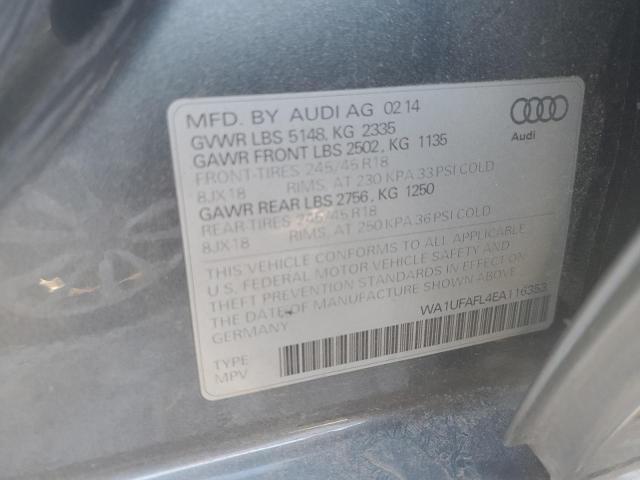 MFD. BY AUDI AG 02 14
GVWR LBS 5148, KG 2335
GAWR FRONT LBS 2502, KG 1135
FRONT-TIRES 245/45 R18
8JX18 RIMS, AT 230 KPA 33 PSI COLD
GAWR REAR LBS 2756, KG 1250
REAR-TIRES 245/45 R18
8JX18 RIMS, AT 250 KPA 36 PSI COLD
THIS VEHICLE CONFORMS TO ALL APPLICABLE
U.S. FEDERAL MOTOR VEHICLE SAFETY AND
THEFT PREVENTION STANDARDS IN EFFECT ON
THE DATE OF MANUFACTURE SHOWN ABOVE.
GERMANY WA1UFAFL4EA116353
TYPE
MPV
Audi